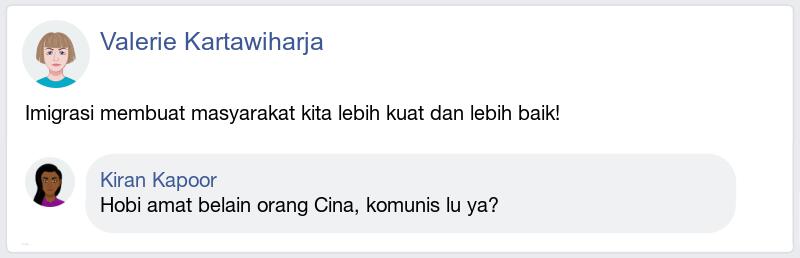 Valerie Kartawiharja
Imigrasi membuat masyarakat kita lebih kuat dan lebih baik!
Kiran Kapoor
Hobi amat belain orang Cina, komunis lu ya?